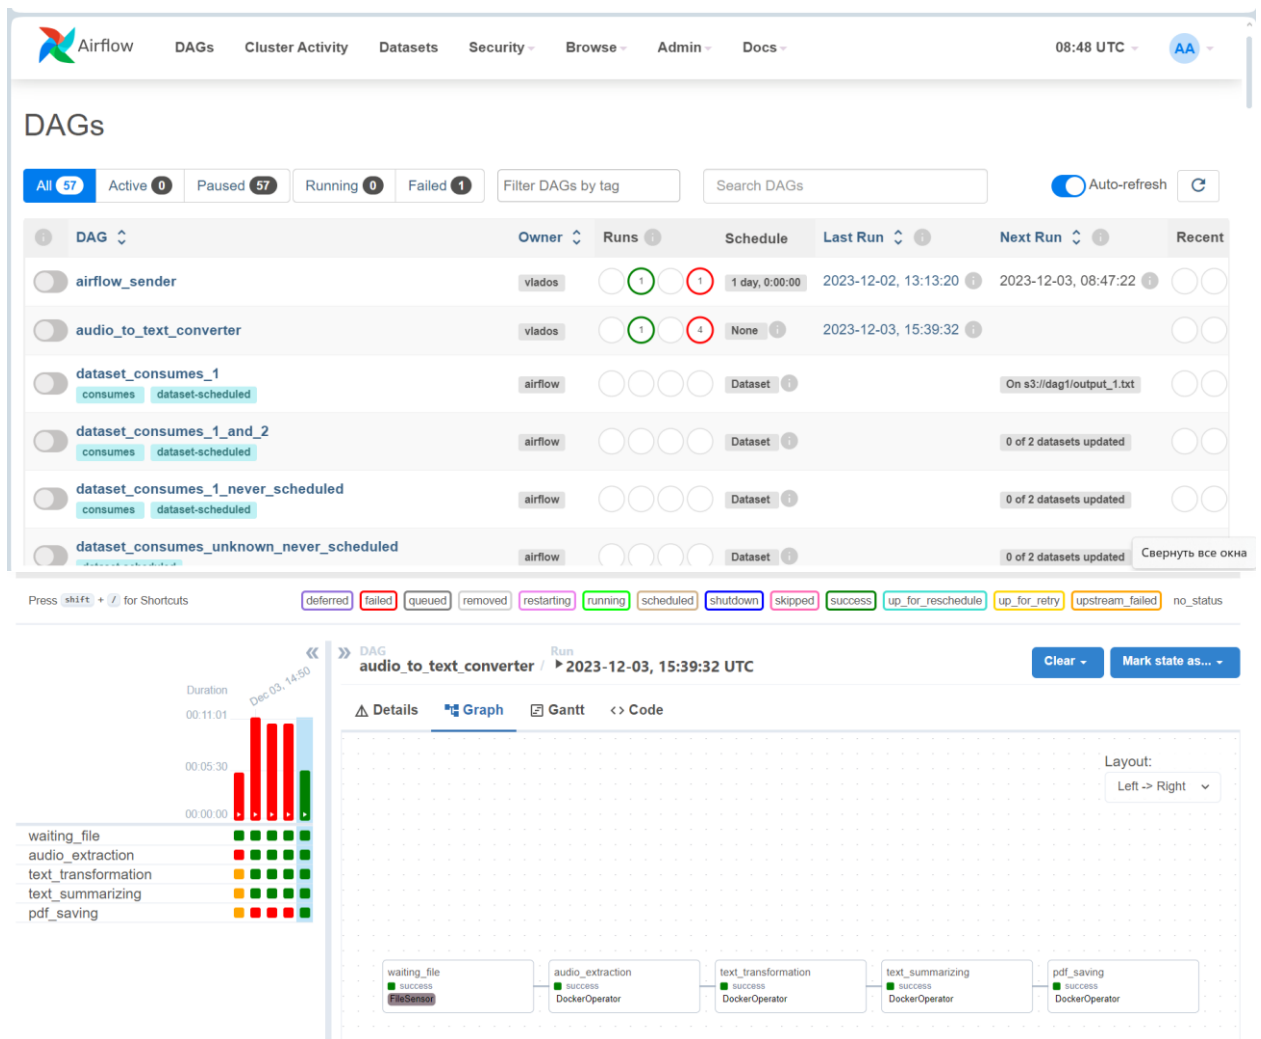 Airflow DAGs Cluster Activity Datasets Security Browse Admin Docs 08:48 UTC AA
DAGs
All 57 Active 0 Paused 57 Running 0 Failed 1 Filter DAGs by tag Search DAGs Auto-refresh
DAG Owner Runs Schedule Last Run Next Run Recent
airflow_sender vlados 1 1 1 day, 0:00:00 2023-12-02, 13:13:20 2023-12-03, 08:47:22
audio_to_text_converter vlados 1 4 None 2023-12-03, 15:39:32
dataset_consumes_1 airflow Dataset On s3://dag1/output_1.txt
consumes dataset-scheduled
dataset_consumes_1_and_2 airflow Dataset 0 of 2 datasets updated
consumes dataset-scheduled
dataset_consumes_1_never_scheduled airflow Dataset 0 of 2 datasets updated
consumes dataset-scheduled
dataset_consumes_unknown_never_scheduled airflow Dataset 0 of 2 datasets updated
dataset-scheduled
Свернуть все окна
Press shift + / for Shortcuts deferred failed queued removed restarting running scheduled shutdown skipped success up_for_reschedule up_for_retry upstream_failed no_status
DAG Run
audio_to_text_converter / 2023-12-03, 15:39:32 UTC Clear Mark state as...
Dec 03, 14:50
Duration
00:11:01
00:05:30
00:00:00
Details Graph Gantt Code
Layout:
Left -> Right
waiting_file
audio_extraction
text_transformation
text_summarizing
pdf_saving
waiting_file audio_extraction text_transformation text_summarizing pdf_saving
success success success success success
FileSensor DockerOperator DockerOperator DockerOperator DockerOperator